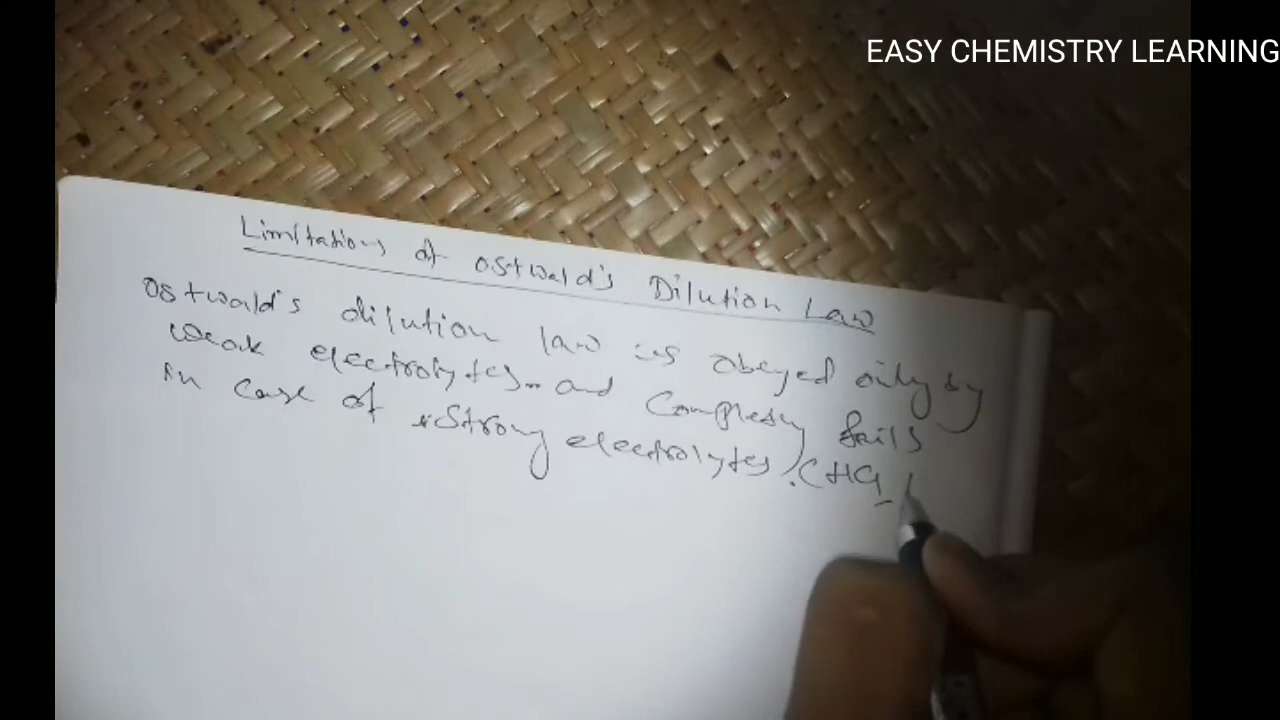 EASY CHEMISTRY LEARNING
Limitations of Ostwald's Dilution Law
Ostwald's dilution law is obeyed only by
weak electrolytes and completely fails
in case of strong electrolytes. (HCl,